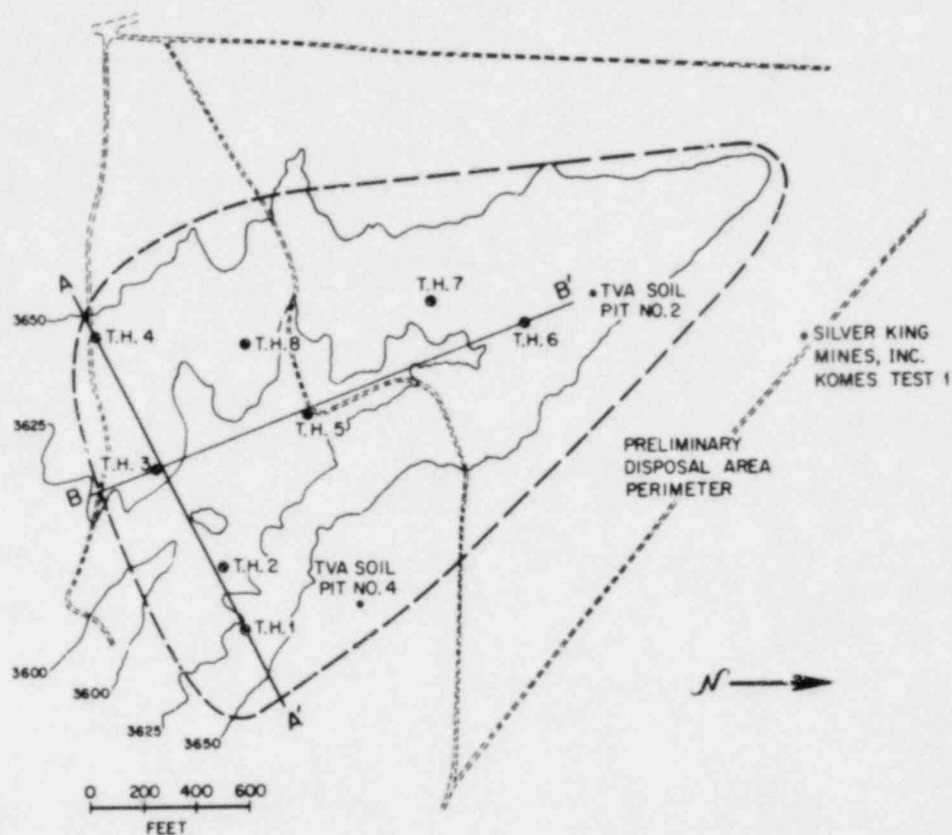 A
3650
T.H. 4
T.H. 7
T.H. 8
B'
TVA SOIL
PIT NO. 2
T.H. 6
SILVER KING
MINES, INC.
KOMES TEST 1
3625
T.H. 5
T.H. 3
B
PRELIMINARY
DISPOSAL AREA
PERIMETER
T.H. 2
TVA SOIL
PIT NO. 4
T.H. 1
3600
3600
3625
3650
A'
N
0 200 400 600
FEET